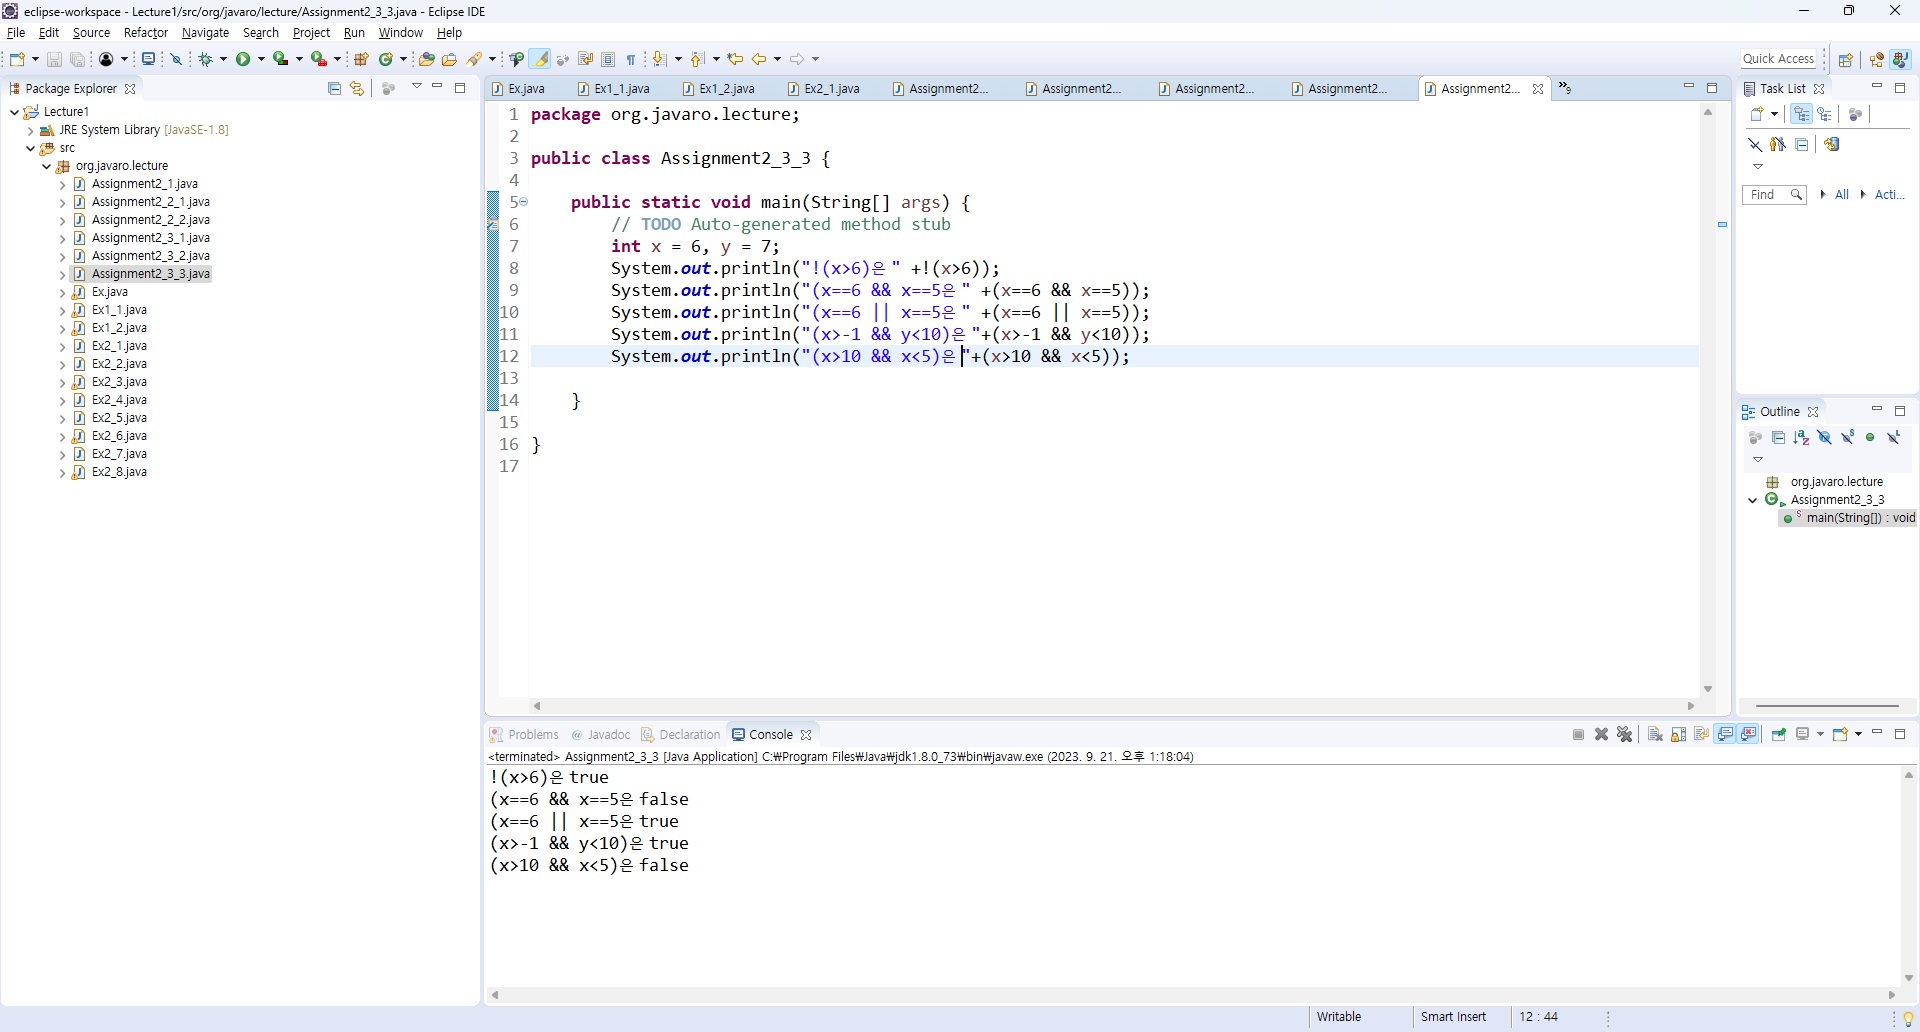 eclipse-workspace - Lecture1/src/org/javaro/lecture/Assignment2_3_3.java - Eclipse IDE
File Edit Source Refactor Navigate Search Project Run Window Help
Quick Access
Package Explorer
Lecture1
JRE System Library [JavaSE-1.8]
src
org.javaro.lecture
Assignment2_1.java
Assignment2_2_1.java
Assignment2_2_2.java
Assignment2_3_1.java
Assignment2_3_2.java
Assignment2_3_3.java
Ex.java
Ex1_1.java
Ex1_2.java
Ex2_1.java
Ex2_2.java
Ex2_3.java
Ex2_4.java
Ex2_5.java
Ex2_6.java
Ex2_7.java
Ex2_8.java
Ex.java Ex1_1.java Ex1_2.java Ex2_1.java Assignment2... Assignment2... Assignment2... Assignment2... Assignment2... »9
1 package org.javaro.lecture;
2
3 public class Assignment2_3_3 {
4
5 public static void main(String[] args) {
6 // TODO Auto-generated method stub
7 int x = 6, y = 7;
8 System.out.println("!(x>6)은 " +!(x>6));
9 System.out.println("(x==6 && x==5은 " +(x==6 && x==5));
10 System.out.println("(x==6 || x==5은 " +(x==6 || x==5));
11 System.out.println("(x>-1 && y<10)은 "+(x>-1 && y<10));
12 System.out.println("(x>10 && x<5)은 "+(x>10 && x<5));
13
14 }
15
16 }
17
Task List
Find All Acti...
Outline
org.javaro.lecture
Assignment2_3_3
main(String[]) : void
Problems @ Javadoc Declaration Console
<terminated> Assignment2_3_3 [Java Application] C:₩Program Files₩Java₩jdk1.8.0_73₩bin₩javaw.exe (2023. 9. 21. 오후 1:18:04)
!(x>6)은 true
(x==6 && x==5은 false
(x==6 || x==5은 true
(x>-1 && y<10)은 true
(x>10 && x<5)은 false
Writable Smart Insert 12 : 44